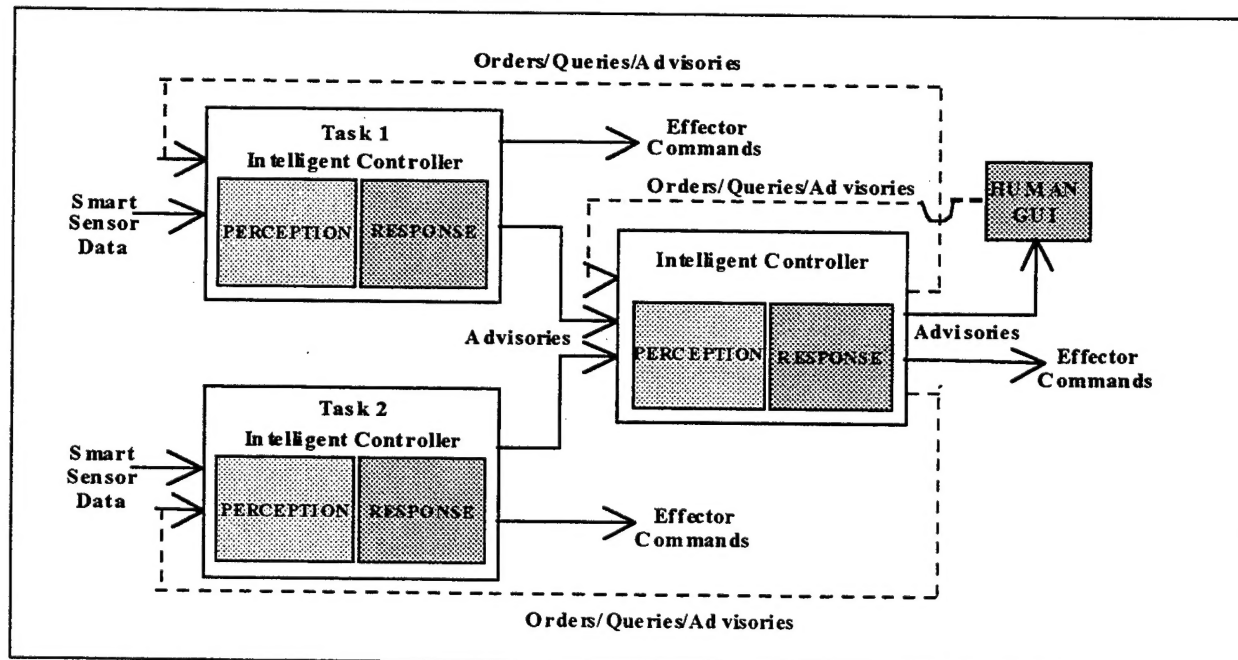 Orders/Queries/Advisories
Task 1
Intelligent Controller
PERCEPTION
RESPONSE
Smart
Sensor
Data
Effector
Commands
Orders/Queries/Advisories
HUMAN
GUI
Intelligent Controller
PERCEPTION
RESPONSE
Advisories
Advisories
Effector
Commands
Task 2
Intelligent Controller
PERCEPTION
RESPONSE
Smart
Sensor
Data
Effector
Commands
Orders/Queries/Advisories